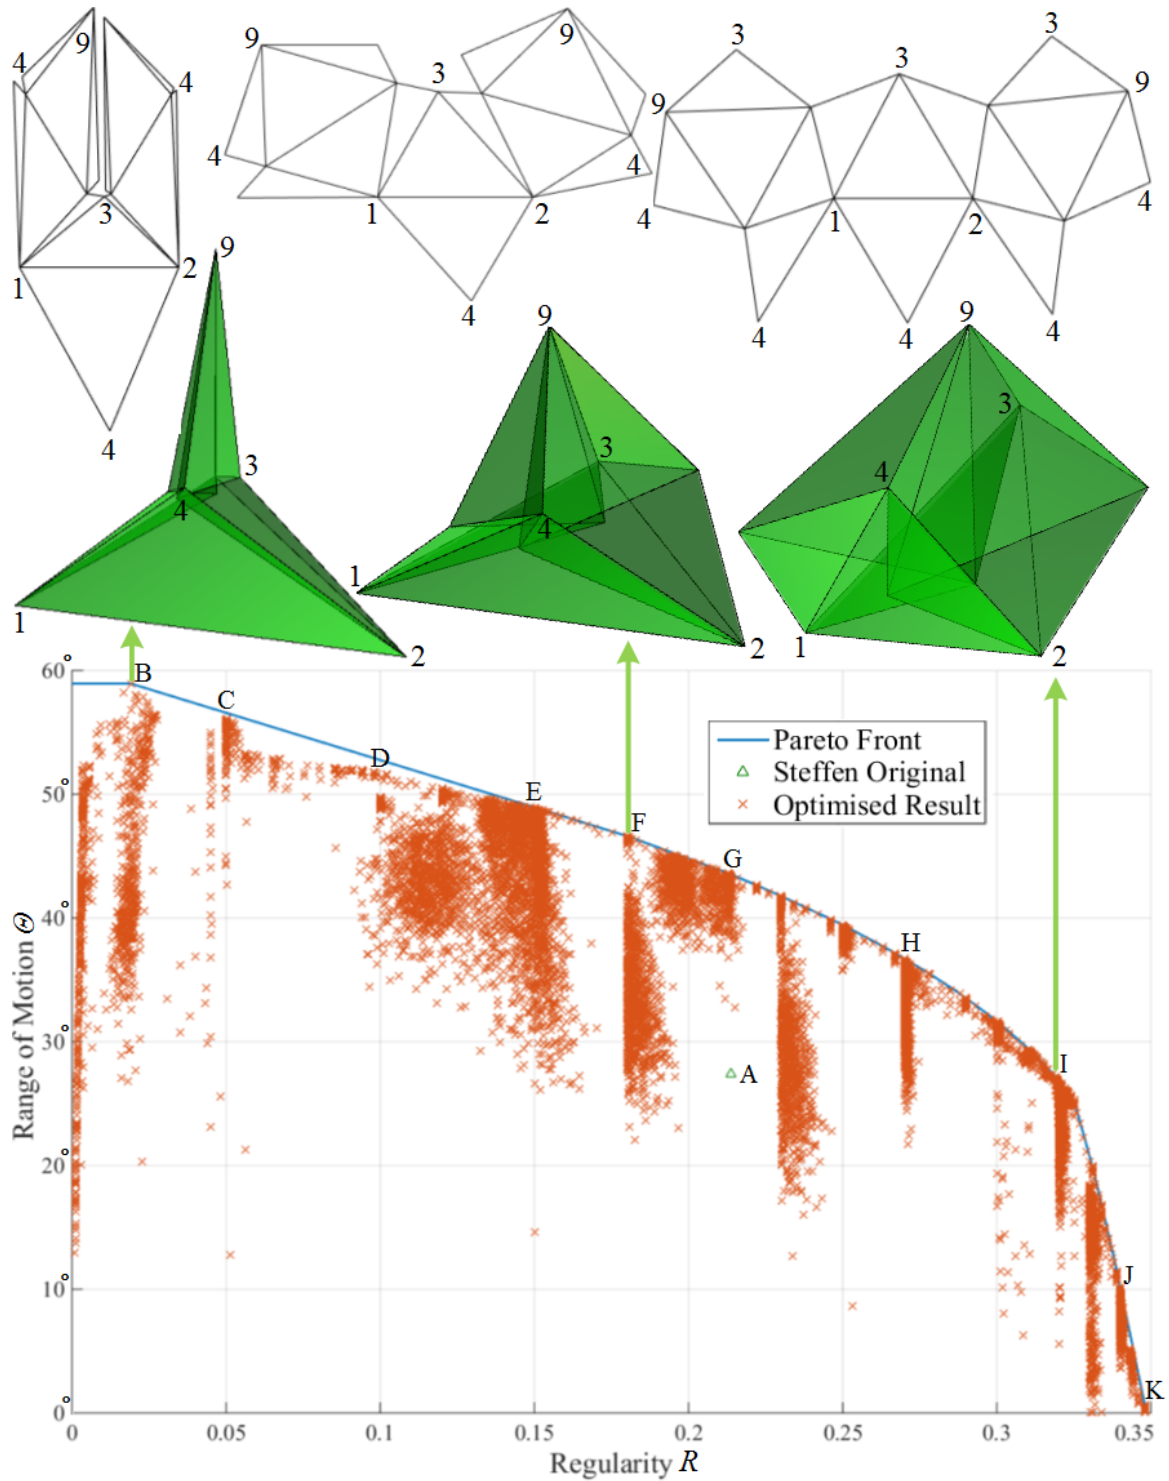 9 4 4 3 1 2 4
9 3 9 4 4 1 2 4
3 3 3 9 9 4 4 1 2 4 4 4
9 3 4 1 2
9 3 4 1 2
9 3 4 1 2
Pareto Front
Steffen Original
Optimised Result
B C D E F G H I J K
A
60°
50°
40°
30°
20°
10°
0°
Range of Motion Θ
0 0.05 0.1 0.15 0.2 0.25 0.3 0.35
Regularity R